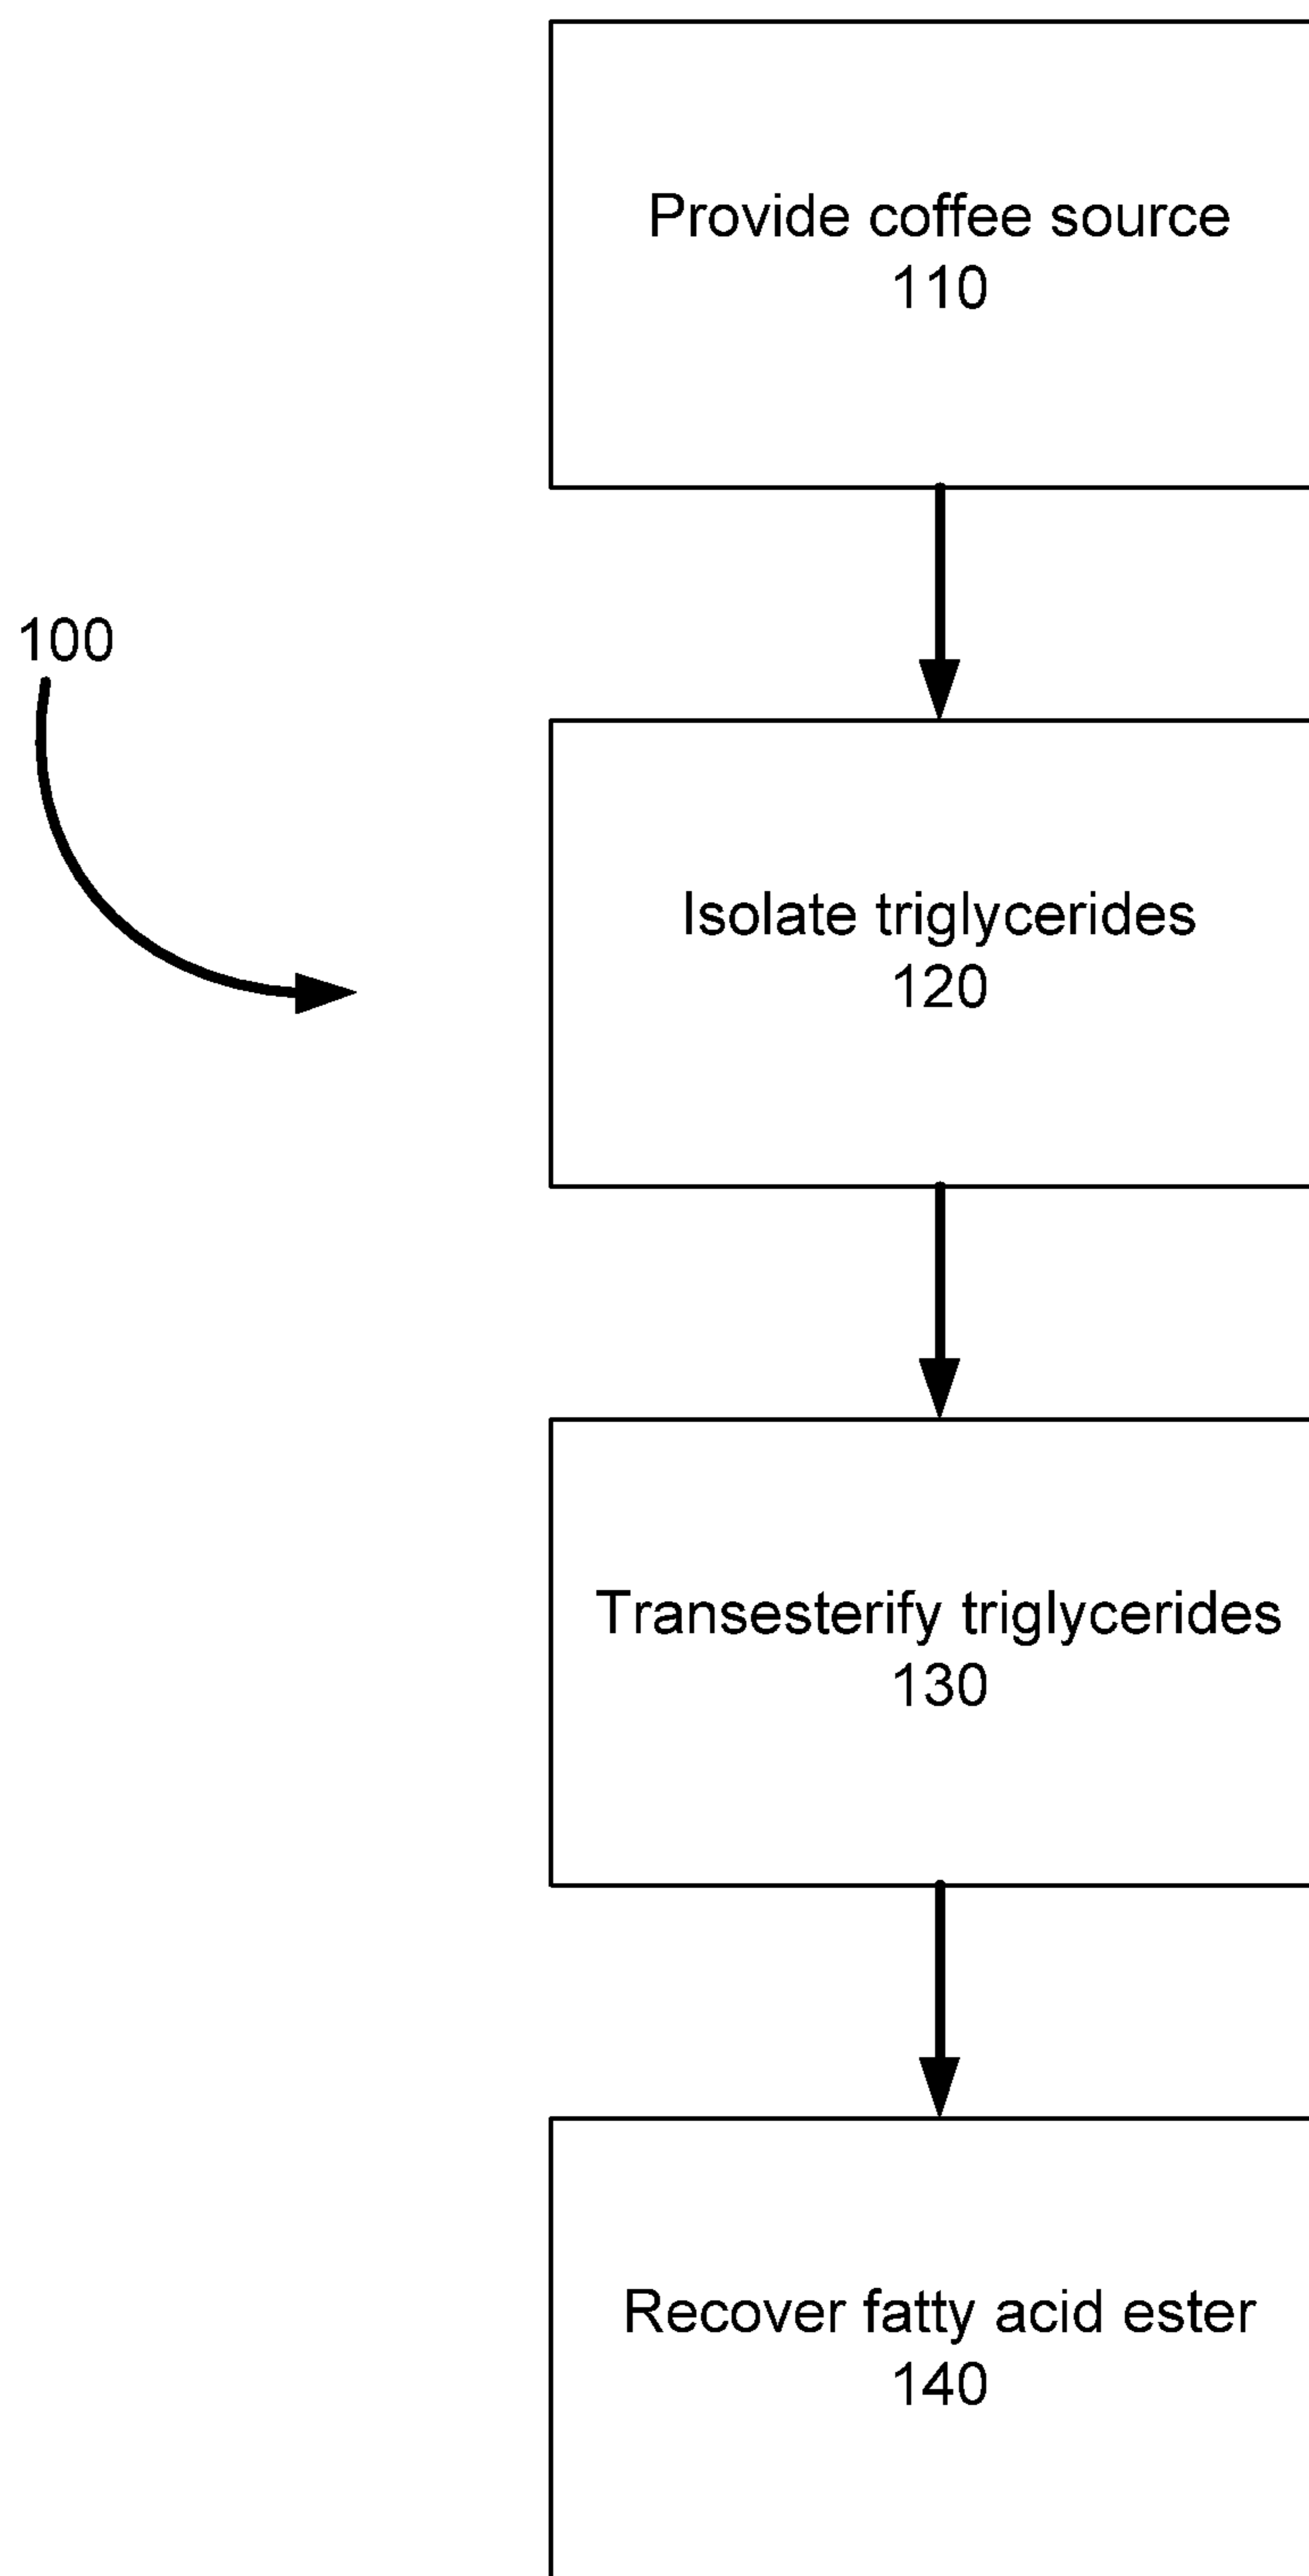 Provide coffee source
110
100
Isolate triglycerides
120
Transesterify triglycerides
130
Recover fatty acid ester
140